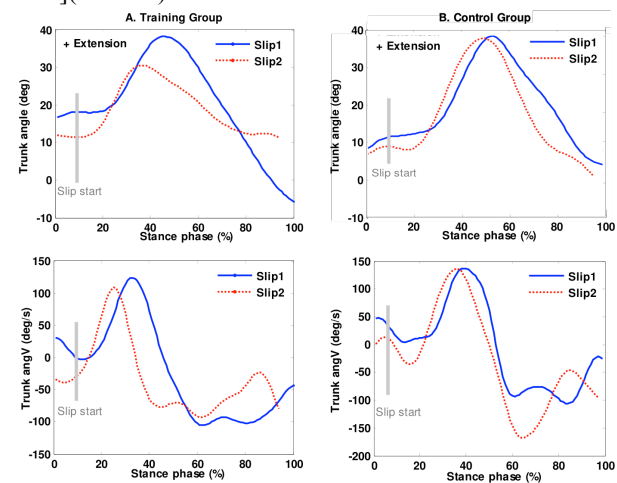 A. Training Group
B. Control Group
+ Extension
Slip1
Slip2
Trunk angle (deg)
40
30
20
10
0
-10
Slip start
0 20 40 60 80 100
Stance phase (%)
+ Extension
Slip1
Slip2
Trunk angle (deg)
40
30
20
10
0
-10
Slip start
0 20 40 60 80 100
Stance phase (%)
Slip1
Slip2
Trunk angV (deg/s)
150
100
50
0
-50
-100
-150
Slip start
0 20 40 60 80 100
Stance phase (%)
Slip1
Slip2
Trunk angV (deg/s)
150
100
50
0
-50
-100
-150
-200
Slip start
0 20 40 60 80 100
Stance phase (%)